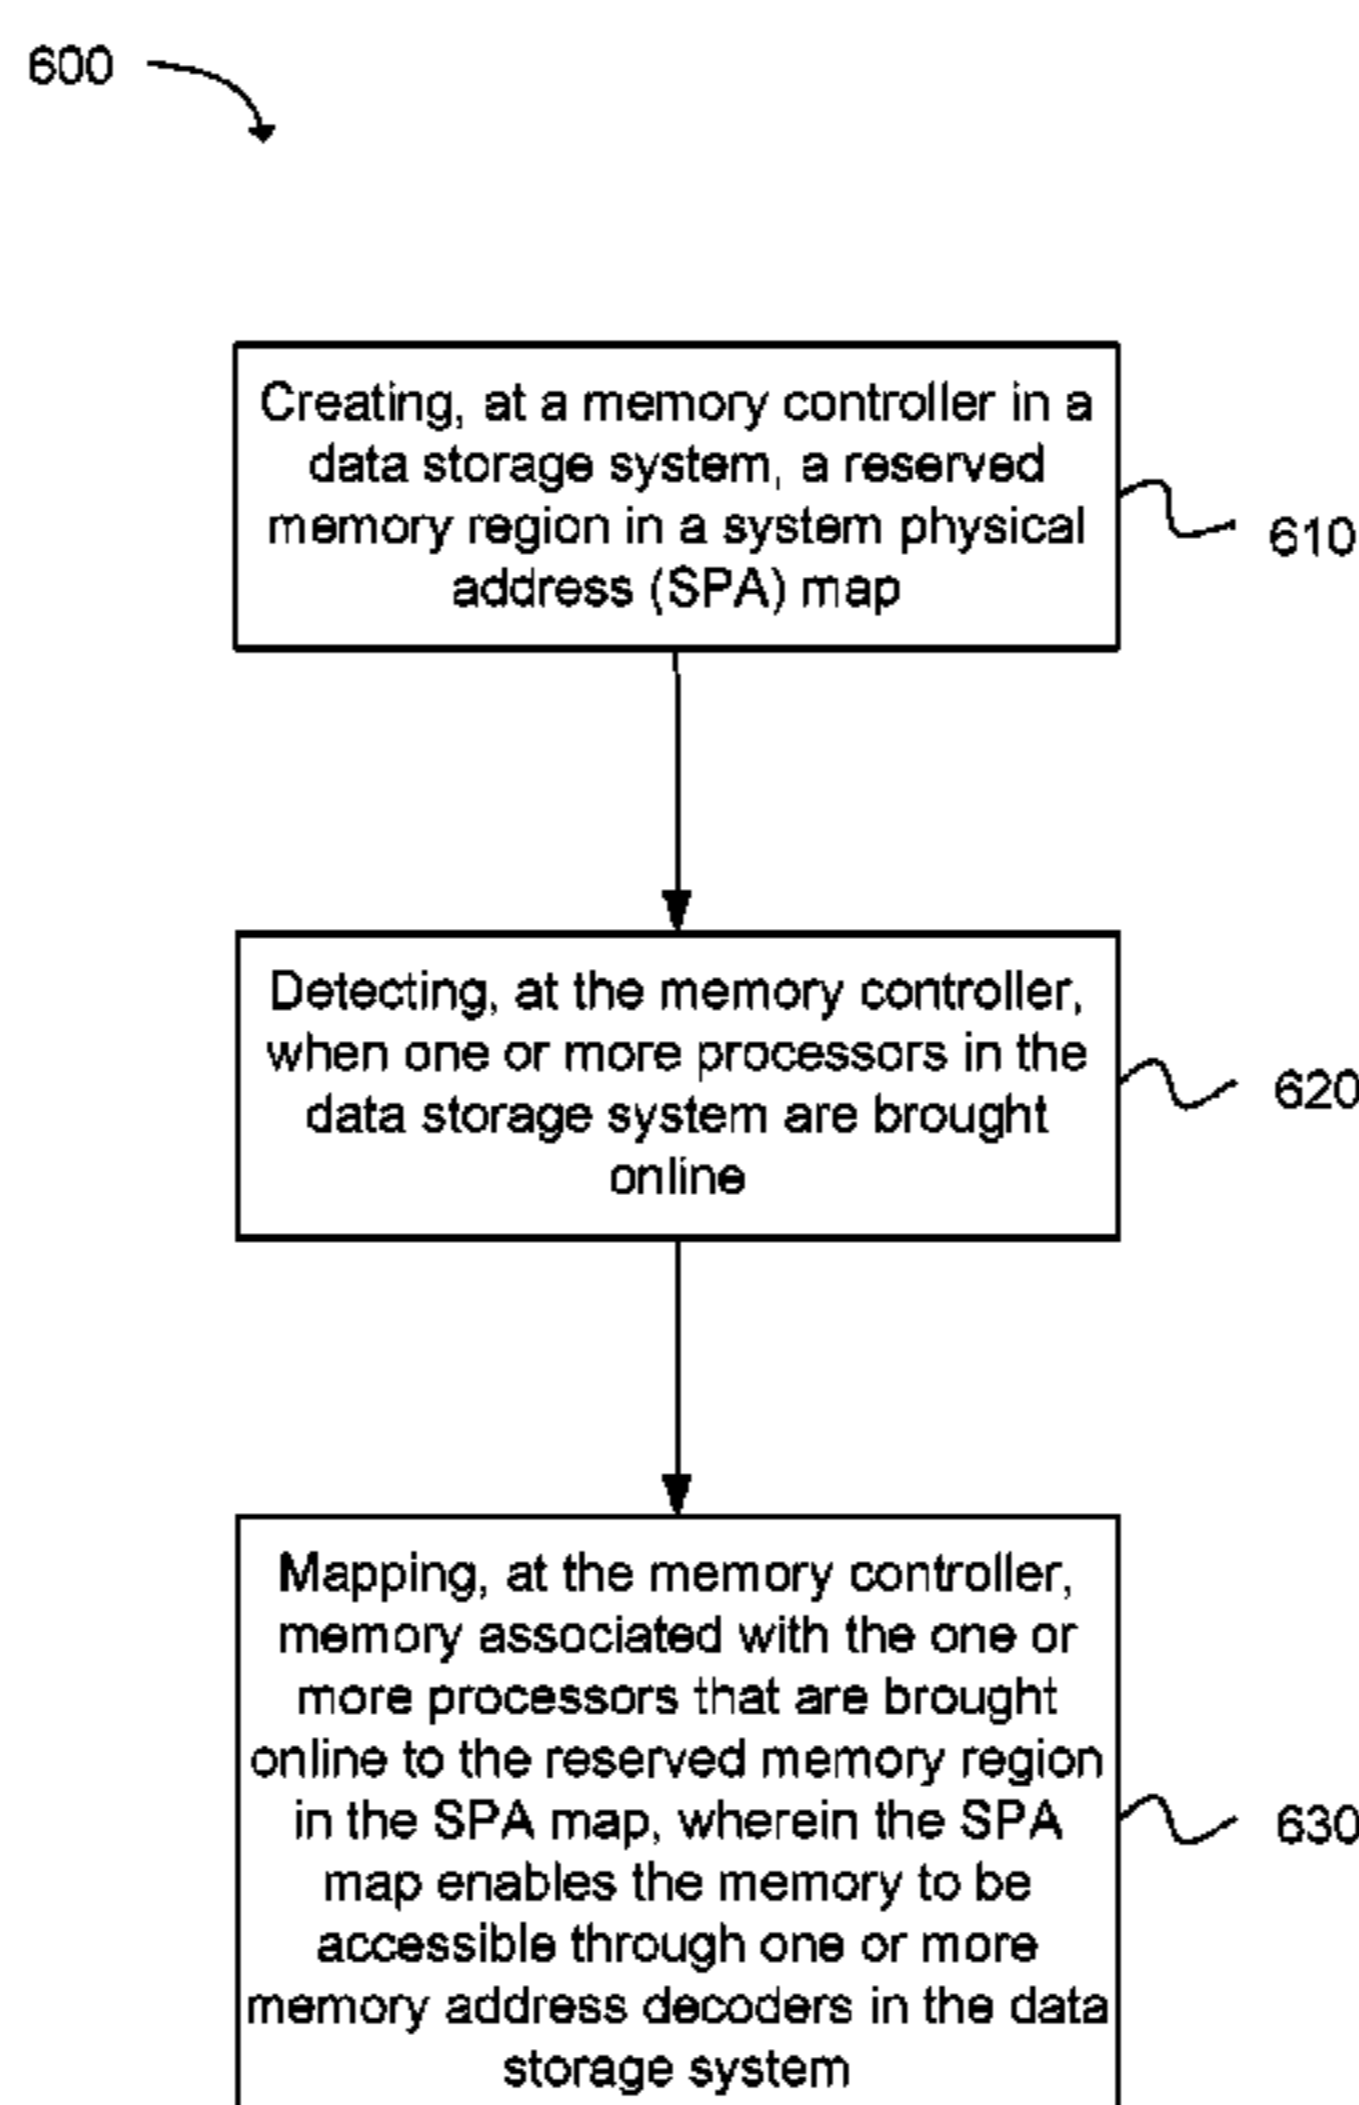 600
Creating, at a memory controller in a
data storage system, a reserved
memory region in a system physical
address (SPA) map
610
Detecting, at the memory controller,
when one or more processors in the
data storage system are brought
online
620
Mapping, at the memory controller,
memory associated with the one or
more processors that are brought
online to the reserved memory region
in the SPA map, wherein the SPA
map enables the memory to be
accessible through one or more
memory address decoders in the data
storage system
630